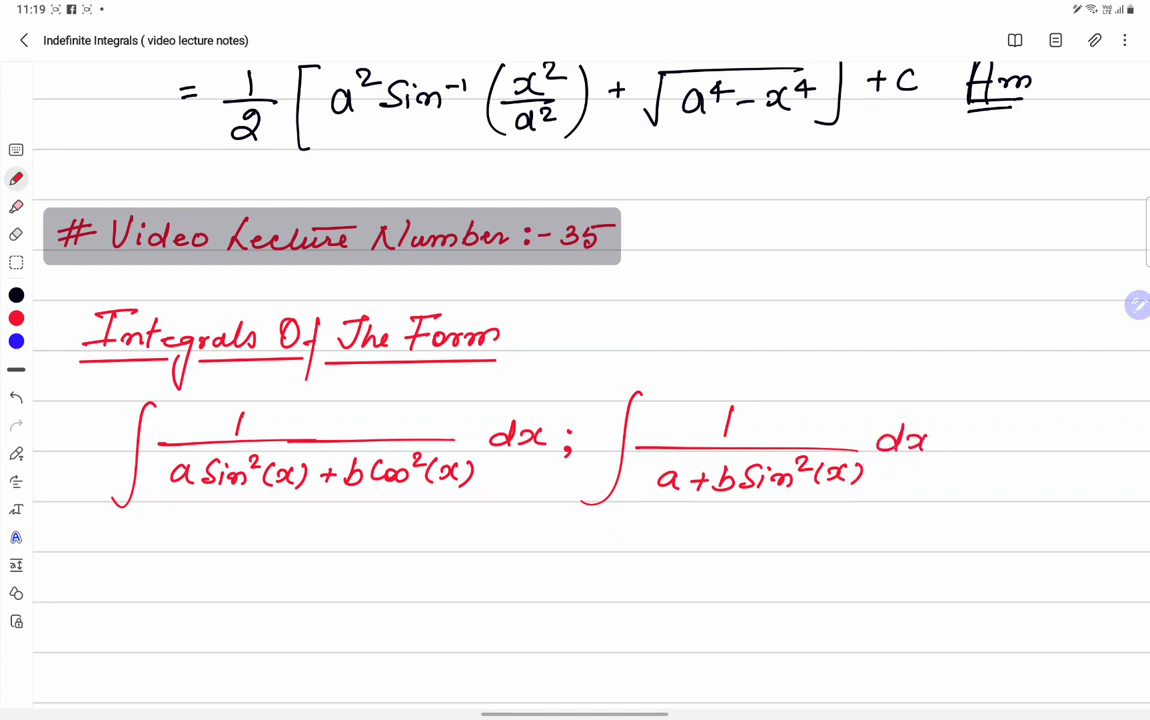 11:19
Indefinite Integrals ( video lecture notes)
= 1/2 [ a² Sin⁻¹ (x²/a²) + √(a⁴ - x⁴) ] + C
# Video Lecture Number :- 35
Integrals Of The Form
∫ 1/(a Sin²(x) + b Cos²(x)) dx ; ∫ 1/(a + b Sin²(x)) dx